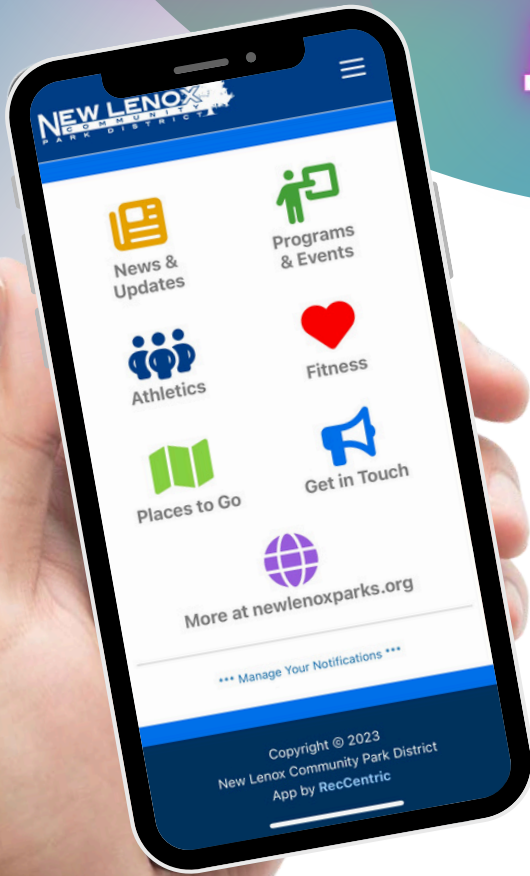 NEW LENOX
COMMUNITY
PARK DISTRICT
News &
Updates
Programs
& Events
Athletics
Fitness
Places to Go
Get in Touch
More at newlenoxparks.org
*** Manage Your Notifications ***
Copyright © 2023
New Lenox Community Park District
App by RecCentric